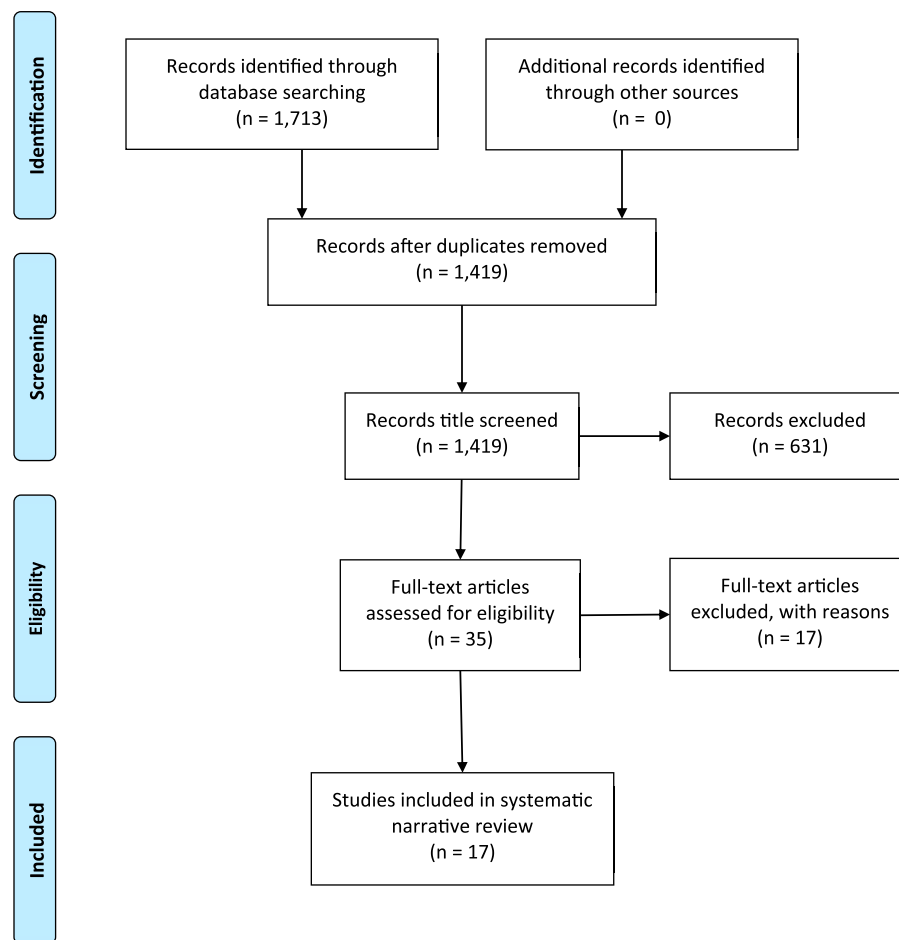 Identification
Records identified through
database searching
(n = 1,713)
Additional records identified
through other sources
(n =  0)
Records after duplicates removed
(n = 1,419)
Screening
Records title screened
(n = 1,419)
Records excluded
(n = 631)
Eligibility
Full-text articles
assessed for eligibility
(n = 35)
Full-text articles
excluded, with reasons
(n = 17)
Included
Studies included in systematic
narrative review
(n = 17)